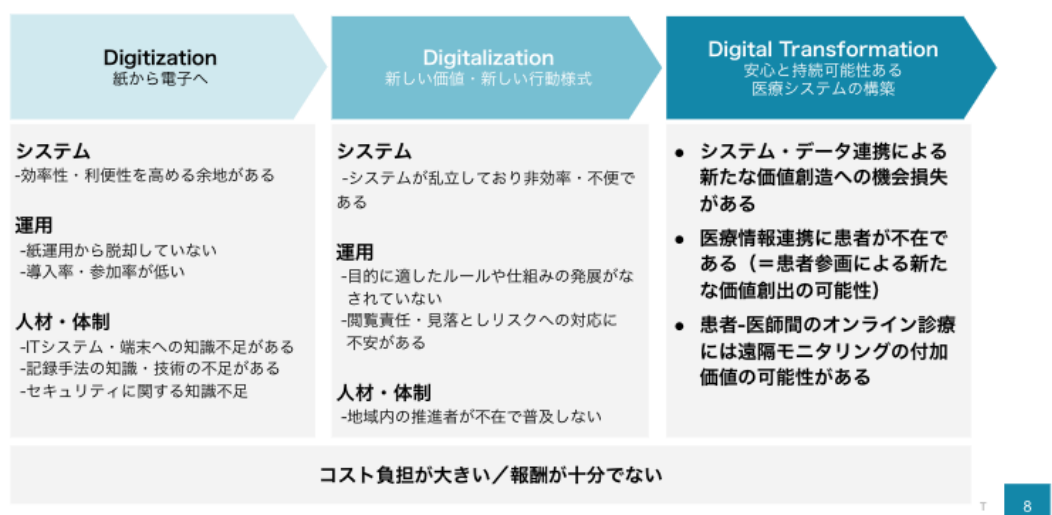 Digitization
紙から電子へ
Digitalization
新しい価値・新しい行動様式
Digital Transformation
安心と持続可能性ある
医療システムの構築
システム
-効率性・利便性を高める余地がある
運用
-紙運用から脱却していない
-導入率・参加率が低い
人材・体制
-ITシステム・端末への知識不足がある
-記録手法の知識・技術の不足がある
-セキュリティに関する知識不足
システム
-システムが乱立しており非効率・不便で
ある
運用
-目的に適したルールや仕組みの発展がな
されていない
-閲覧責任・見落としリスクへの対応に
不安がある
人材・体制
-地域内の推進者が不在で普及しない
● システム・データ連携による
新たな価値創造への機会損失
がある
● 医療情報連携に患者が不在で
ある（＝患者参画による新た
な価値創出の可能性）
● 患者-医師間のオンライン診療
には遠隔モニタリングの付加
価値の可能性がある
コスト負担が大きい／報酬が十分でない
T
8